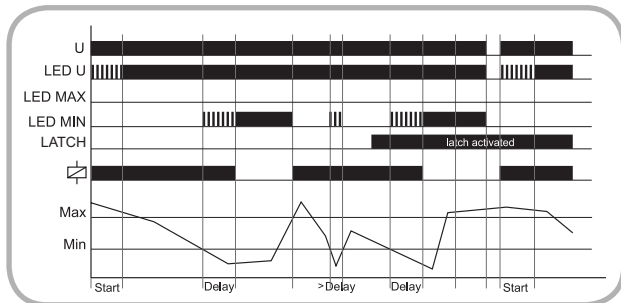 U
LED U
LED MAX
LED MIN
LATCH
latch activated
Max
Min
Start Delay >Delay Delay Start